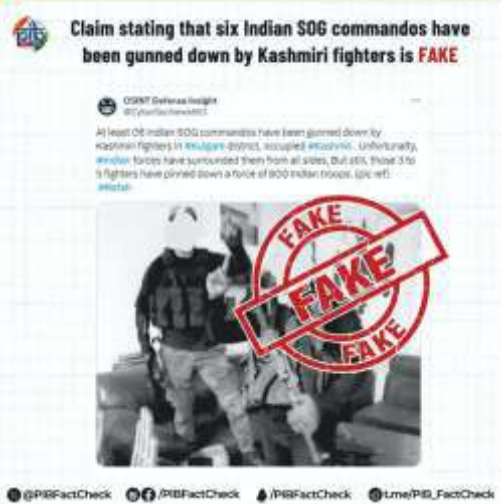 Claim stating that six Indian SOG commandos have
been gunned down by Kashmiri fighters is FAKE
PIB
OSINT Defense Insight
At least 06 Indian SOG commandos have been gunned down by
Kashmiri fighters in #Kulgam district, occupied #Kashmir. Unfortunatly,
#Indian forces have surrounded them from all sides, But still, those 3 to
5 fighters have pinned down a force of 800 Indian troops. (pic ref)
FAKE
FAKE
FAKE
@PIBFactCheck /PIBFactCheck /PIBFactCheck t.me/PIB_FactCheck